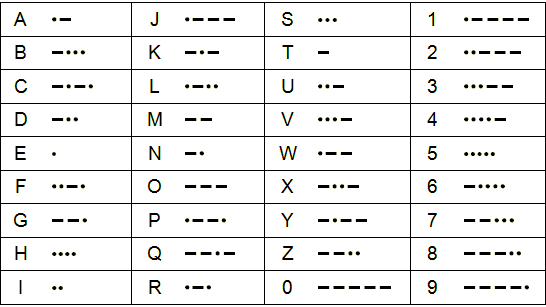 A •– J •––– S ••• 1 •––––
B –••• K –•– T – 2 ••–––
C –•–• L •–•• U ••– 3 •••––
D –•• M –– V •••– 4 ••••–
E • N –• W •–– 5 •••••
F ••–• O ––– X –••– 6 –••••
G ––• P •––• Y –•–– 7 ––•••
H •••• Q ––•– Z ––•• 8 –––••
I •• R •–• 0 ––––– 9 ––––•